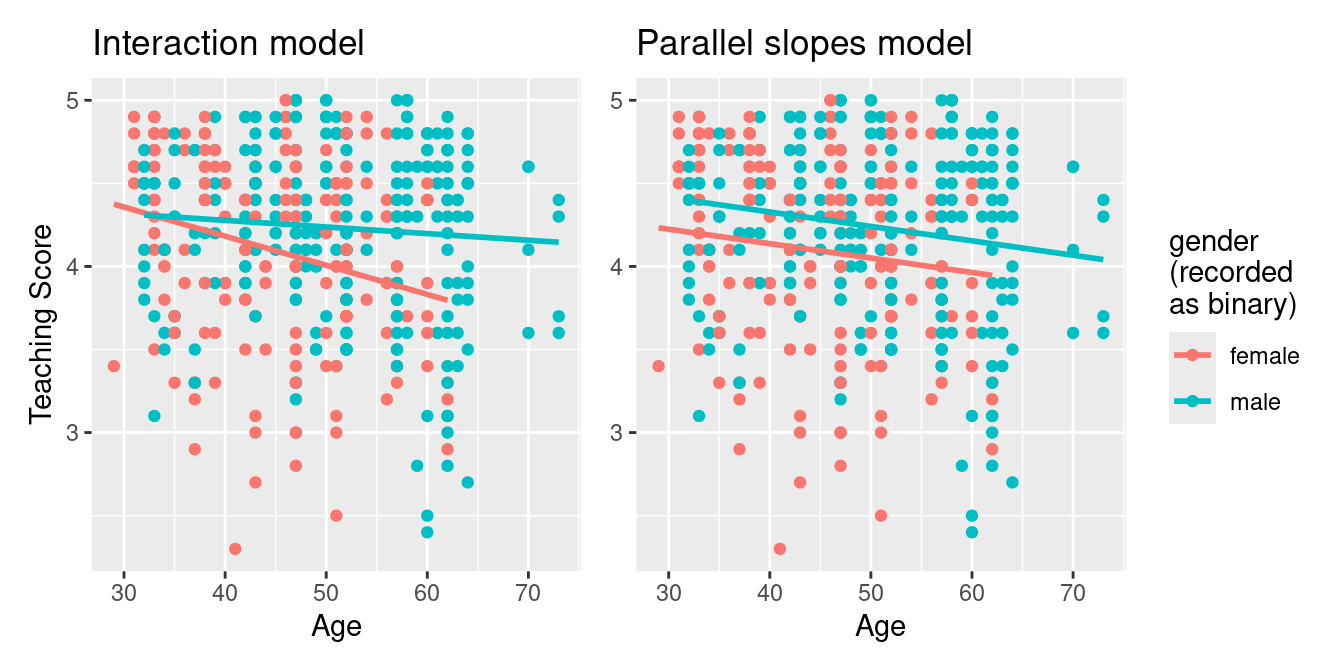 Interaction model
Parallel slopes model
Teaching Score
5
4
3
30 40 50 60 70
Age
5
4
3
30 40 50 60 70
Age
gender
(recorded
as binary)
female
male